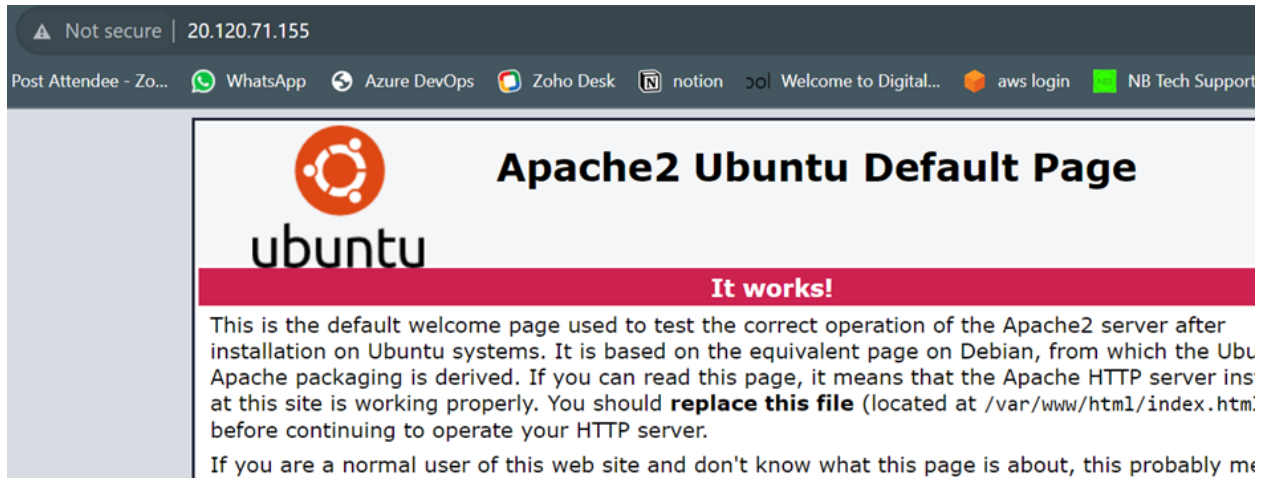 Not secure | 20.120.71.155
Post Attendee - Zo... WhatsApp Azure DevOps Zoho Desk notion Welcome to Digital... aws login NB Tech Support
Apache2 Ubuntu Default Page
ubuntu
It works!
This is the default welcome page used to test the correct operation of the Apache2 server after
installation on Ubuntu systems. It is based on the equivalent page on Debian, from which the
Apache packaging is derived. If you can read this page, it means that the Apache HTTP server
at this site is working properly. You should replace this file (located at /var/www/html/index.htm
before continuing to operate your HTTP server.
If you are a normal user of this web site and don't know what this page is about, this probably